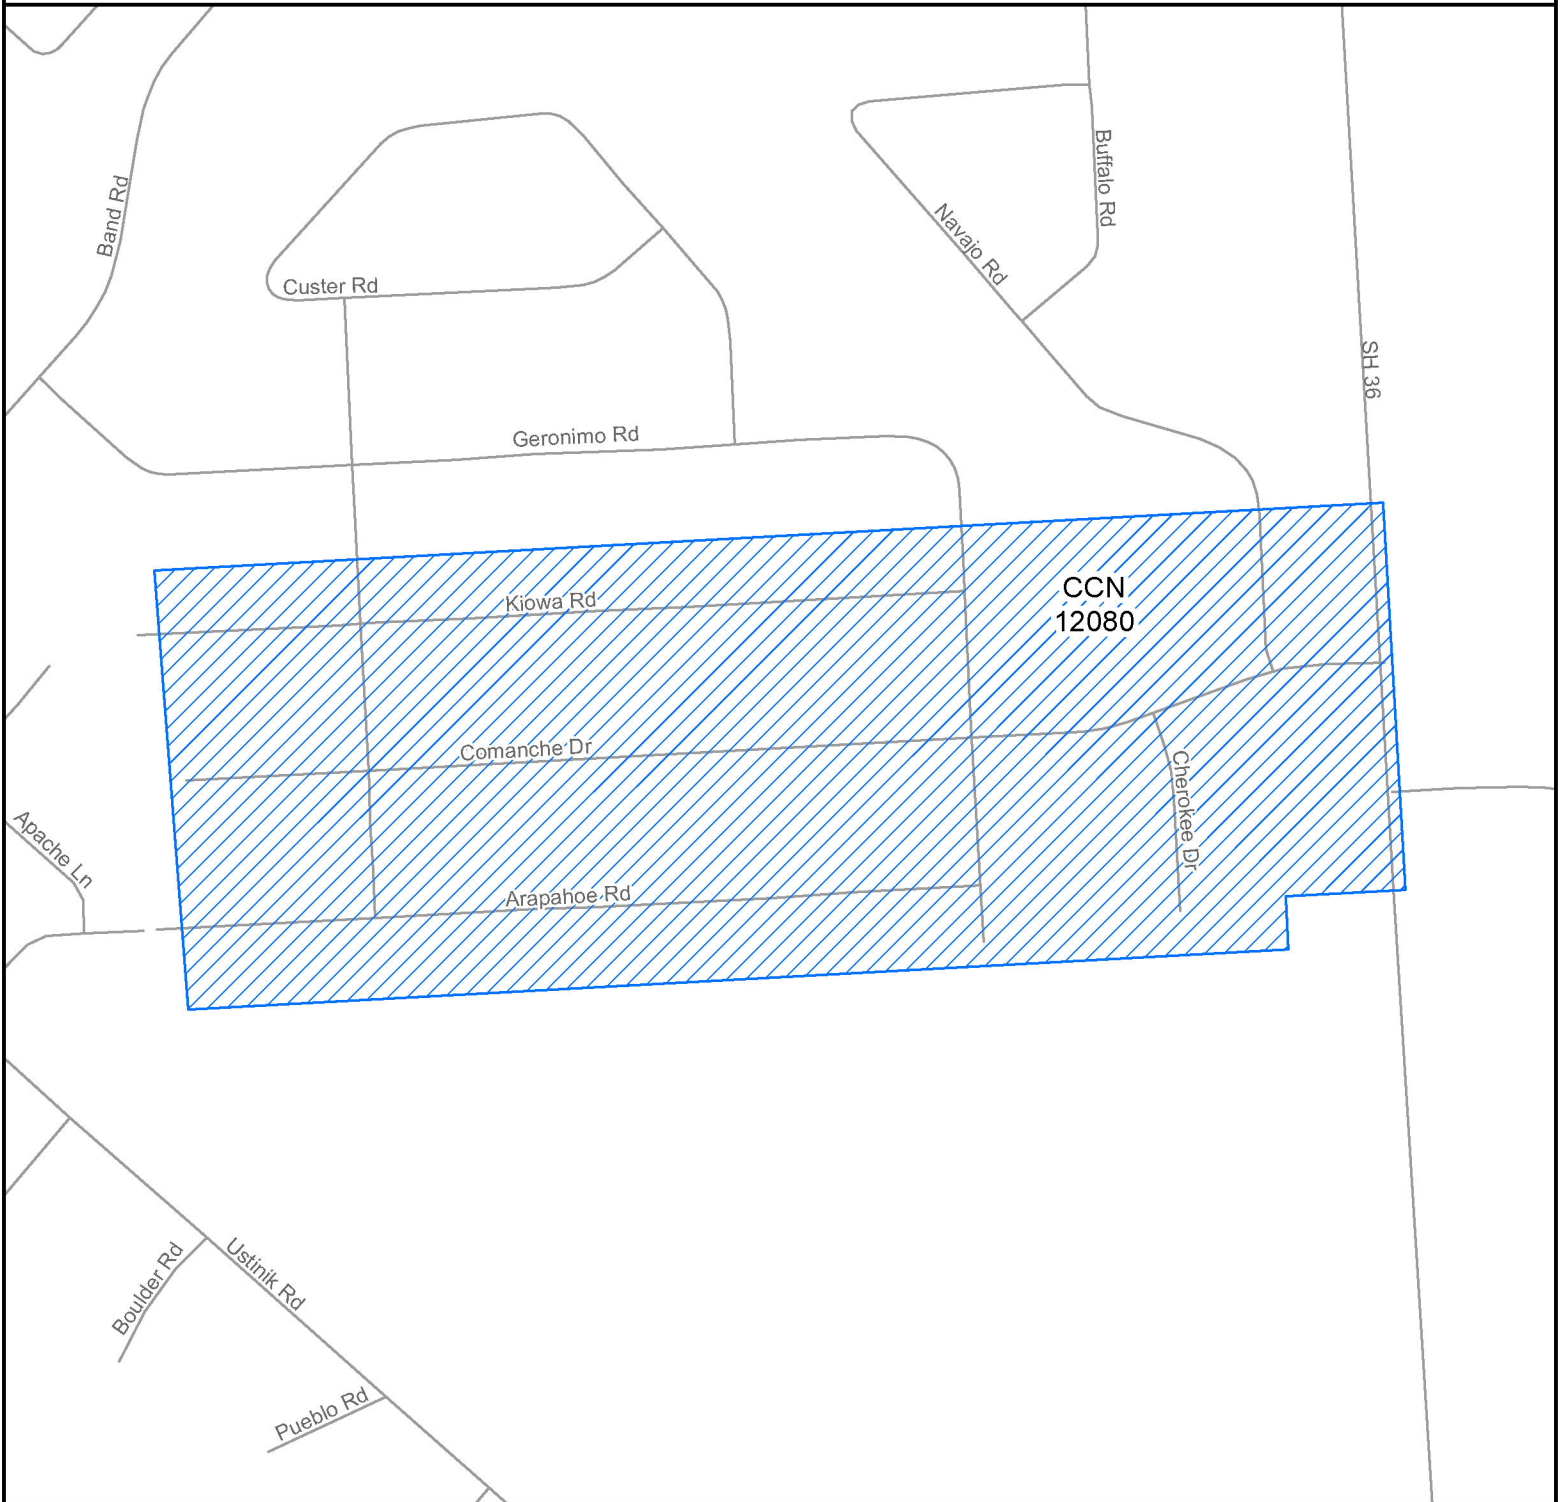 Buffalo Rd
Band Rd
Navajo Rd
Custer Rd
SH 36
Geronimo Rd
CCN
12080
Kiowa Rd
Comanche Dr
Cherokee Dr
Apache Ln
Arapahoe Rd
Ustinik Rd
Boulder Rd
Pueblo Rd